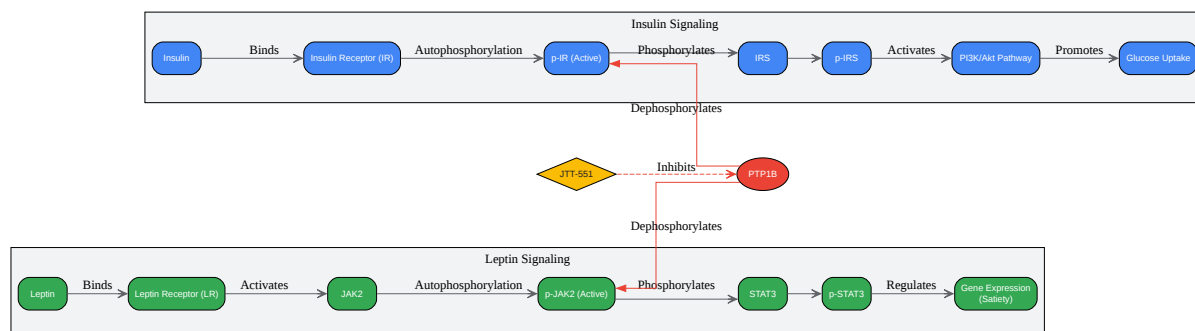 Insulin Signaling
Insulin
Binds
Insulin Receptor (IR)
Autophosphorylation
p-IR (Active)
Phosphorylates
IRS
p-IRS
Activates
PI3K/Akt Pathway
Promotes
Glucose Uptake
Dephosphorylates
JTT-551
Inhibits
PTP1B
Dephosphorylates
Leptin Signaling
Leptin
Binds
Leptin Receptor (LR)
Activates
JAK2
Autophosphorylation
p-JAK2 (Active)
Phosphorylates
STAT3
p-STAT3
Regulates
Gene Expression
(Satiety)